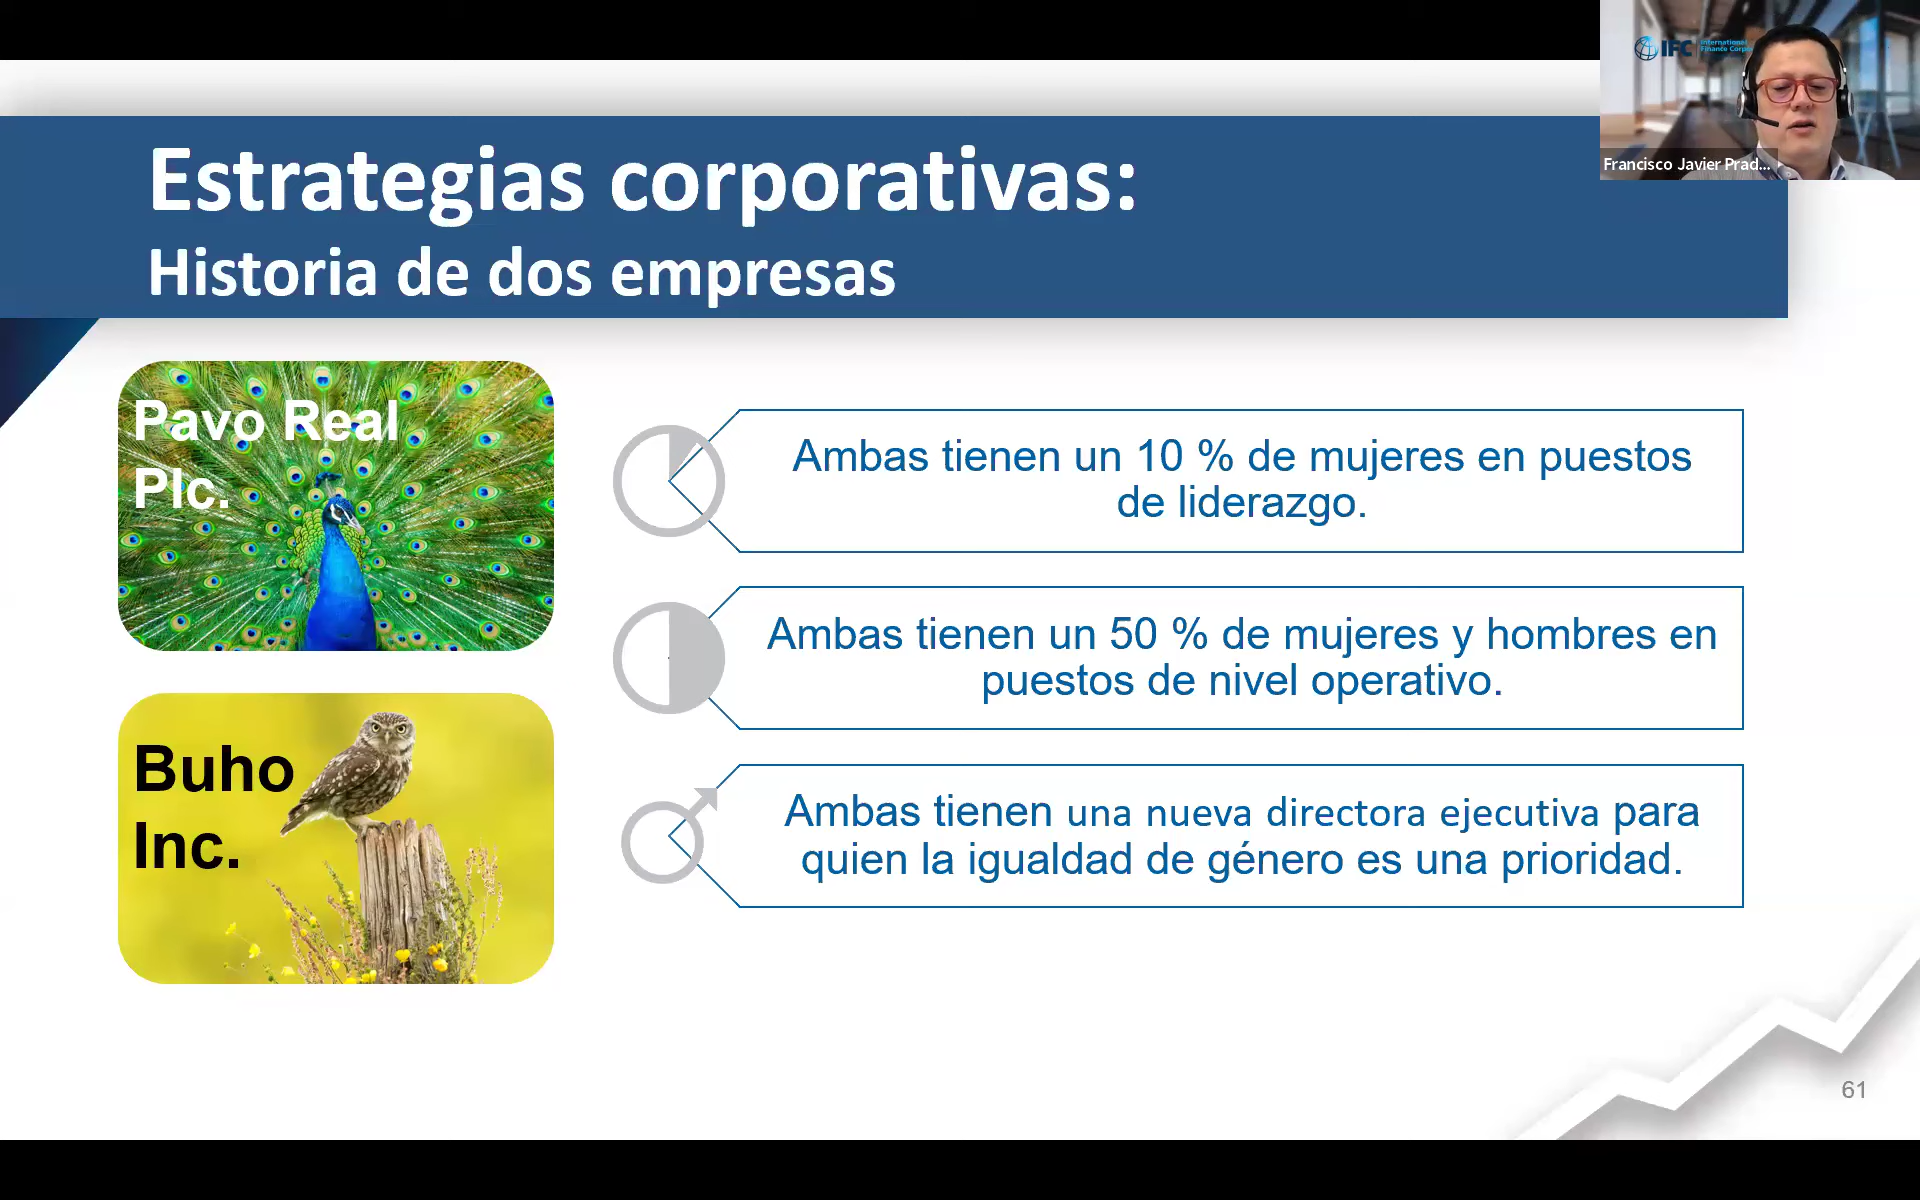 IFC
International
Francisco Javier Prad...
Estrategias corporativas:
Historia de dos empresas
Pavo Real
Plc.
Buho
Inc.
Ambas tienen un 10 % de mujeres en puestos
de liderazgo.
Ambas tienen un 50 % de mujeres y hombres en
puestos de nivel operativo.
Ambas tienen una nueva directora ejecutiva para
quien la igualdad de género es una prioridad.
61